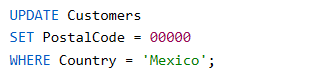 UPDATE Customers
SET PostalCode = 00000
WHERE Country = 'Mexico';